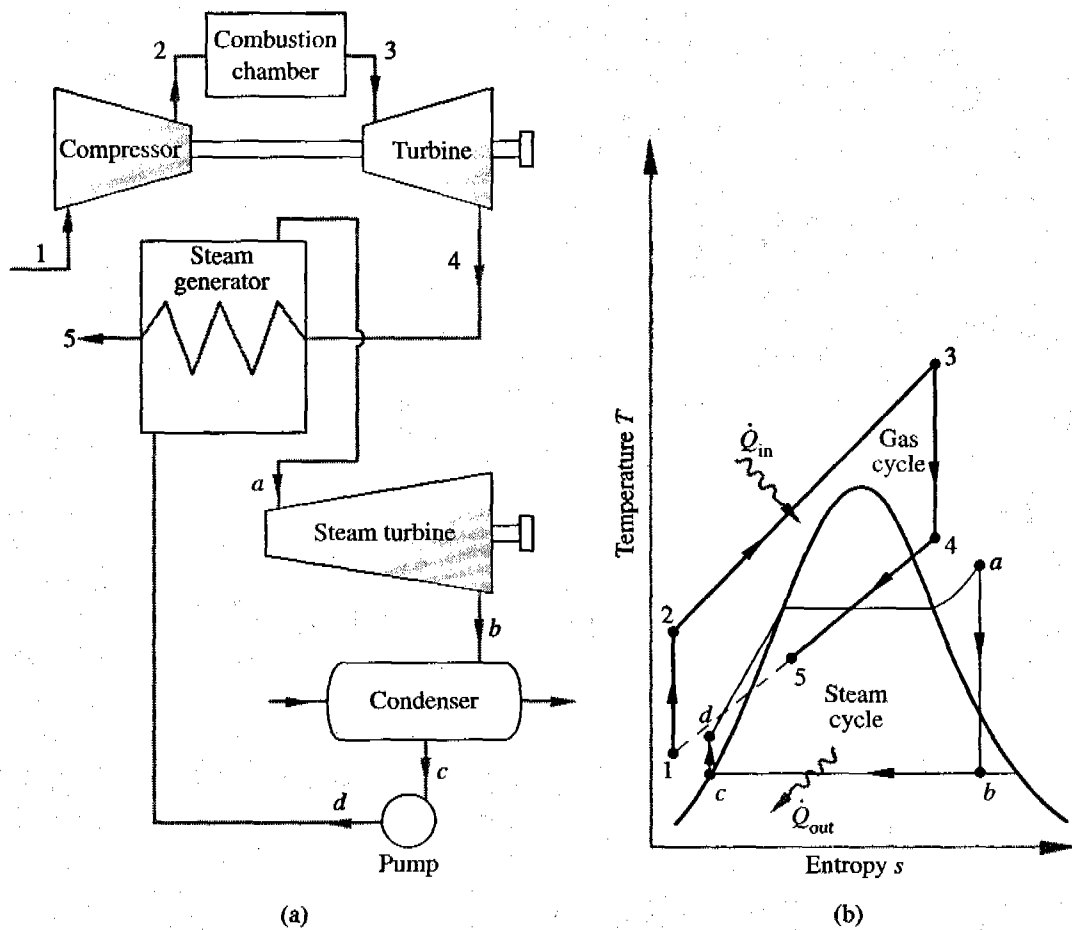 2
Combustion
chamber
3
Compressor
Turbine
1
Steam
generator
4
5
a
Steam turbine
b
Condenser
c
d
Pump
(a)
Temperature T
3
Q̇in
Gas
cycle
4
a
2
5
Steam
cycle
d
1
c
b
Q̇out
Entropy s
(b)